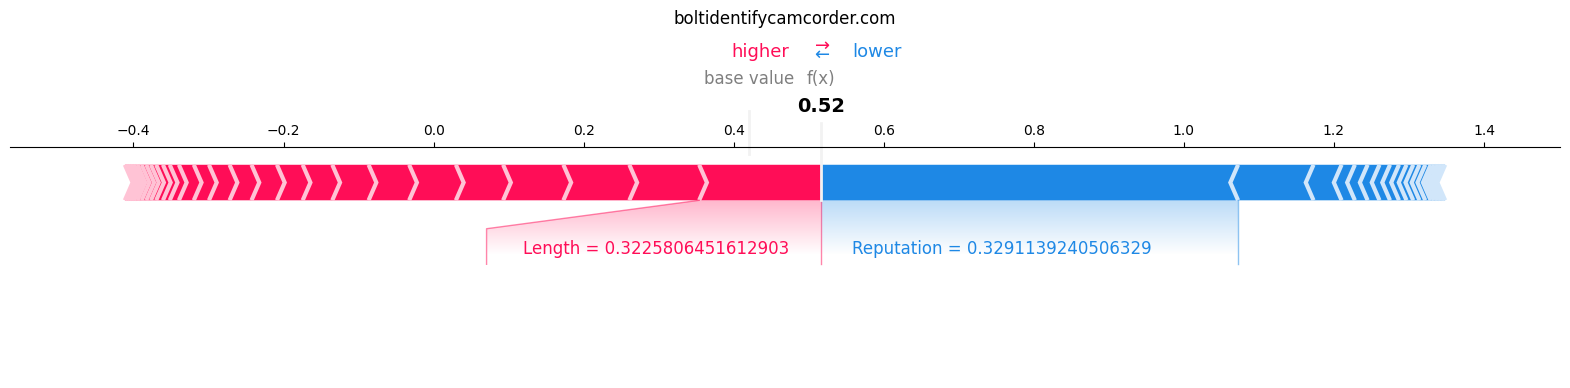 boltidentifycamcorder.com
higher ⇄ lower
base value f(x)
0.52
−0.4 −0.2 0.0 0.2 0.4 0.6 0.8 1.0 1.2 1.4
Length = 0.3225806451612903 Reputation = 0.3291139240506329